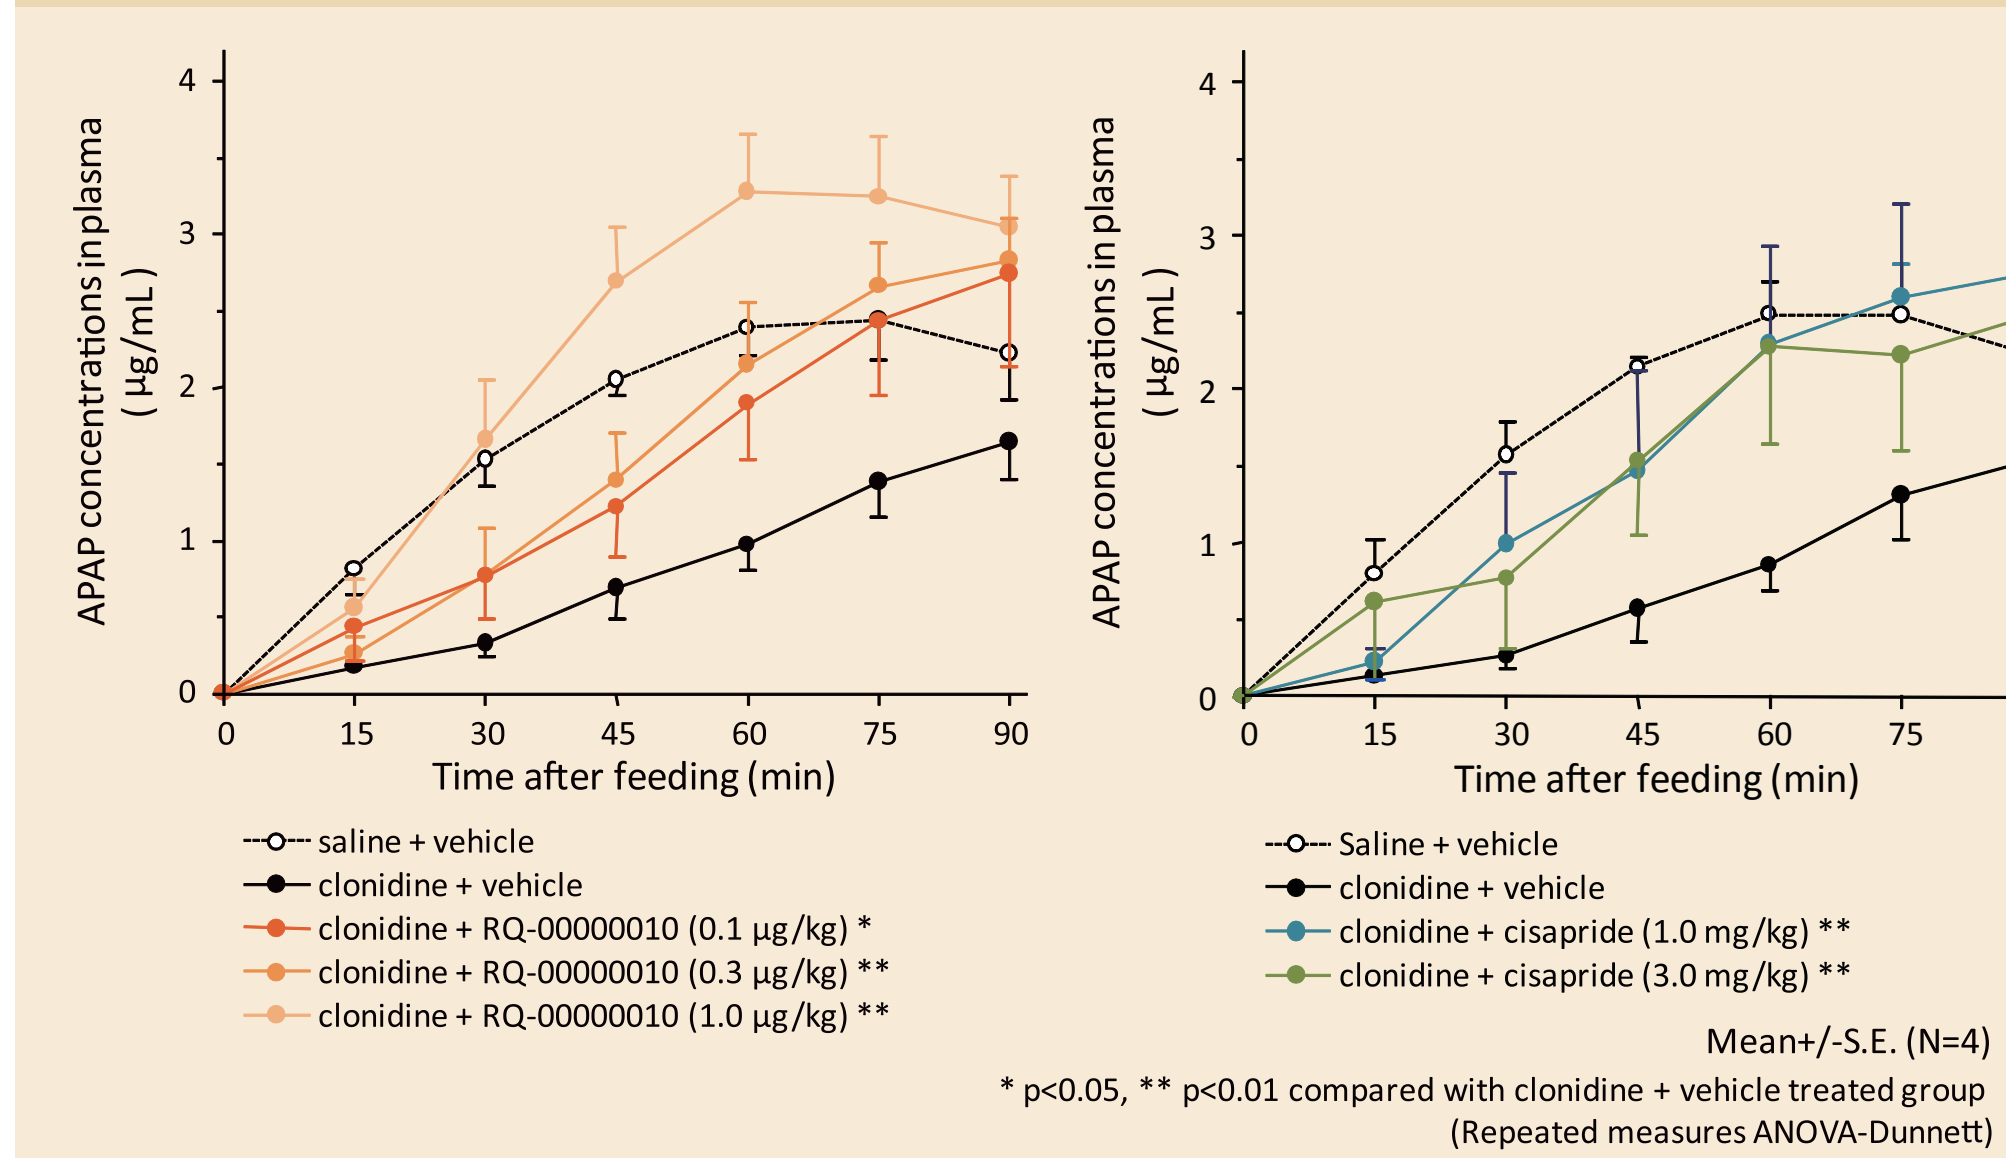 APAP concentrations in plasma
(µg/mL)
4
3
2
1
0
0 15 30 45 60 75 90
Time after feeding (min)
saline + vehicle
clonidine + vehicle
clonidine + RQ-00000010 (0.1 µg/kg) *
clonidine + RQ-00000010 (0.3 µg/kg) **
clonidine + RQ-00000010 (1.0 µg/kg) **
APAP concentrations in plasma
(µg/mL)
4
3
2
1
0
0 15 30 45 60 75
Time after feeding (min)
Saline + vehicle
clonidine + vehicle
clonidine + cisapride (1.0 mg/kg) **
clonidine + cisapride (3.0 mg/kg) **
Mean+/-S.E. (N=4)
* p<0.05, ** p<0.01 compared with clonidine + vehicle treated group
(Repeated measures ANOVA-Dunnett)